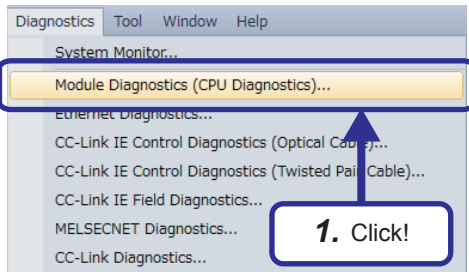 Diagnostics Tool Window Help
System Monitor...
Module Diagnostics (CPU Diagnostics)...
Ethernet Diagnostics...
CC-Link IE Control Diagnostics (Optical Cable)...
CC-Link IE Control Diagnostics (Twisted Pair Cable)...
CC-Link IE Field Diagnostics...
MELSECNET Diagnostics...
CC-Link Diagnostics...
1. Click!